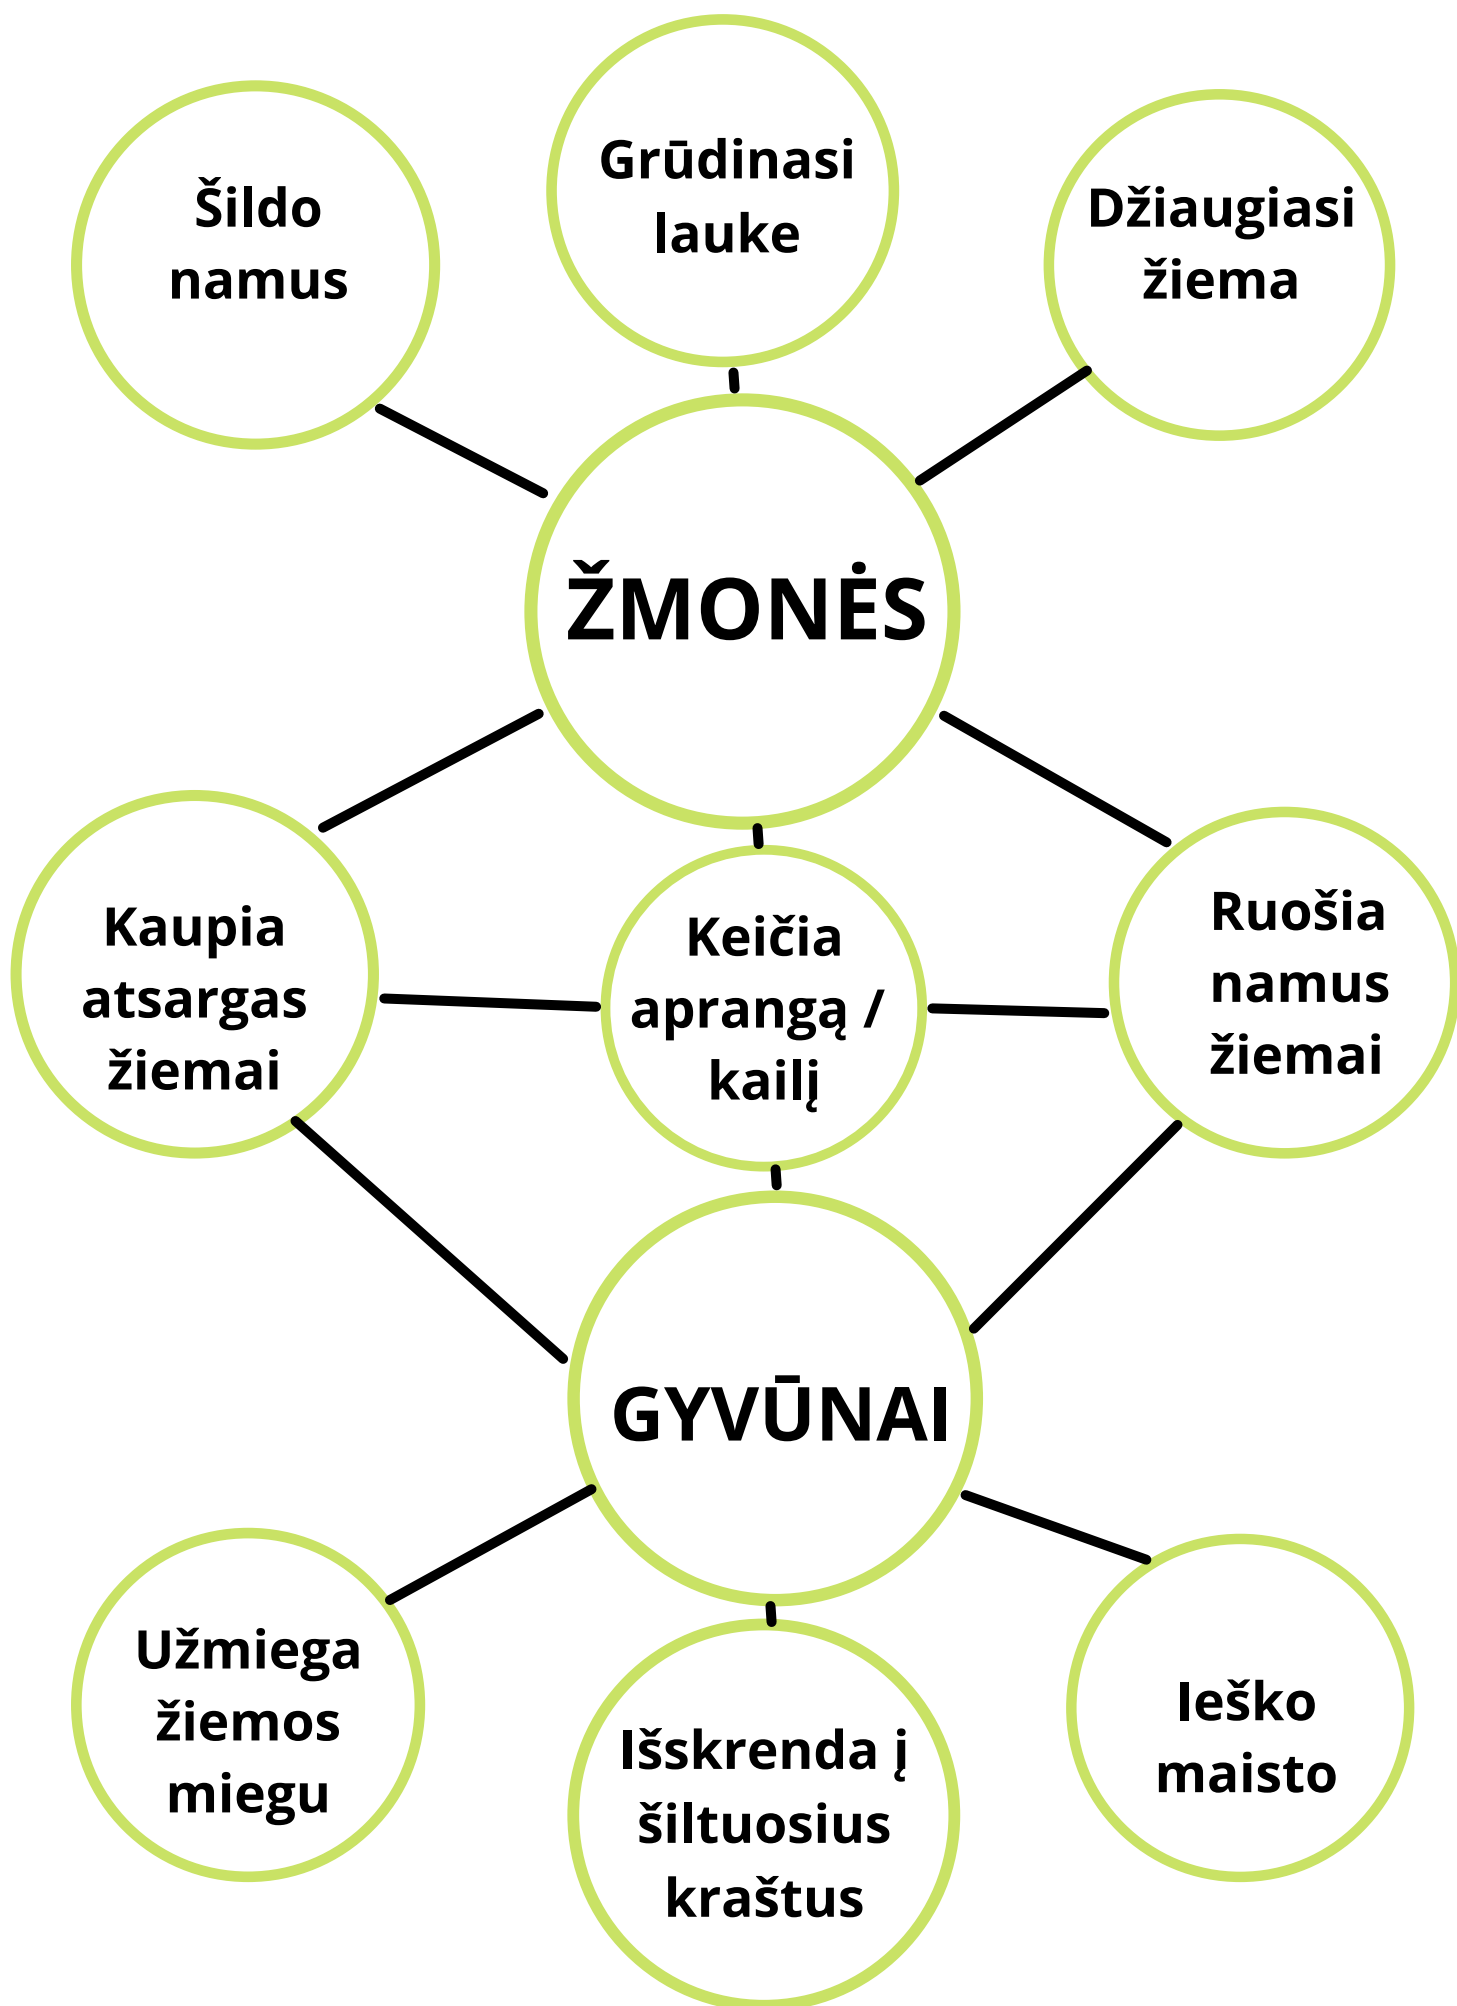 Šildo
namus
Grūdinasi
lauke
Džiaugiasi
žiema
ŽMONĖS
Kaupia
atsargas
žiemai
Keičia
aprangą /
kailį
Ruošia
namus
žiemai
GYVŪNAI
Užmiega
žiemos
miegu
Išskrenda į
šiltuosius
kraštus
Ieško
maisto